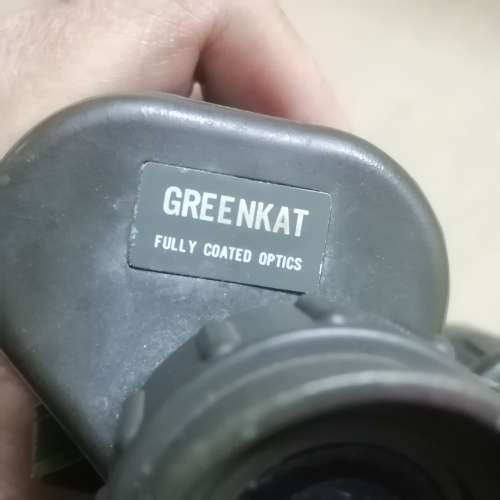 GREENKAT
FULLY COATED OPTICS